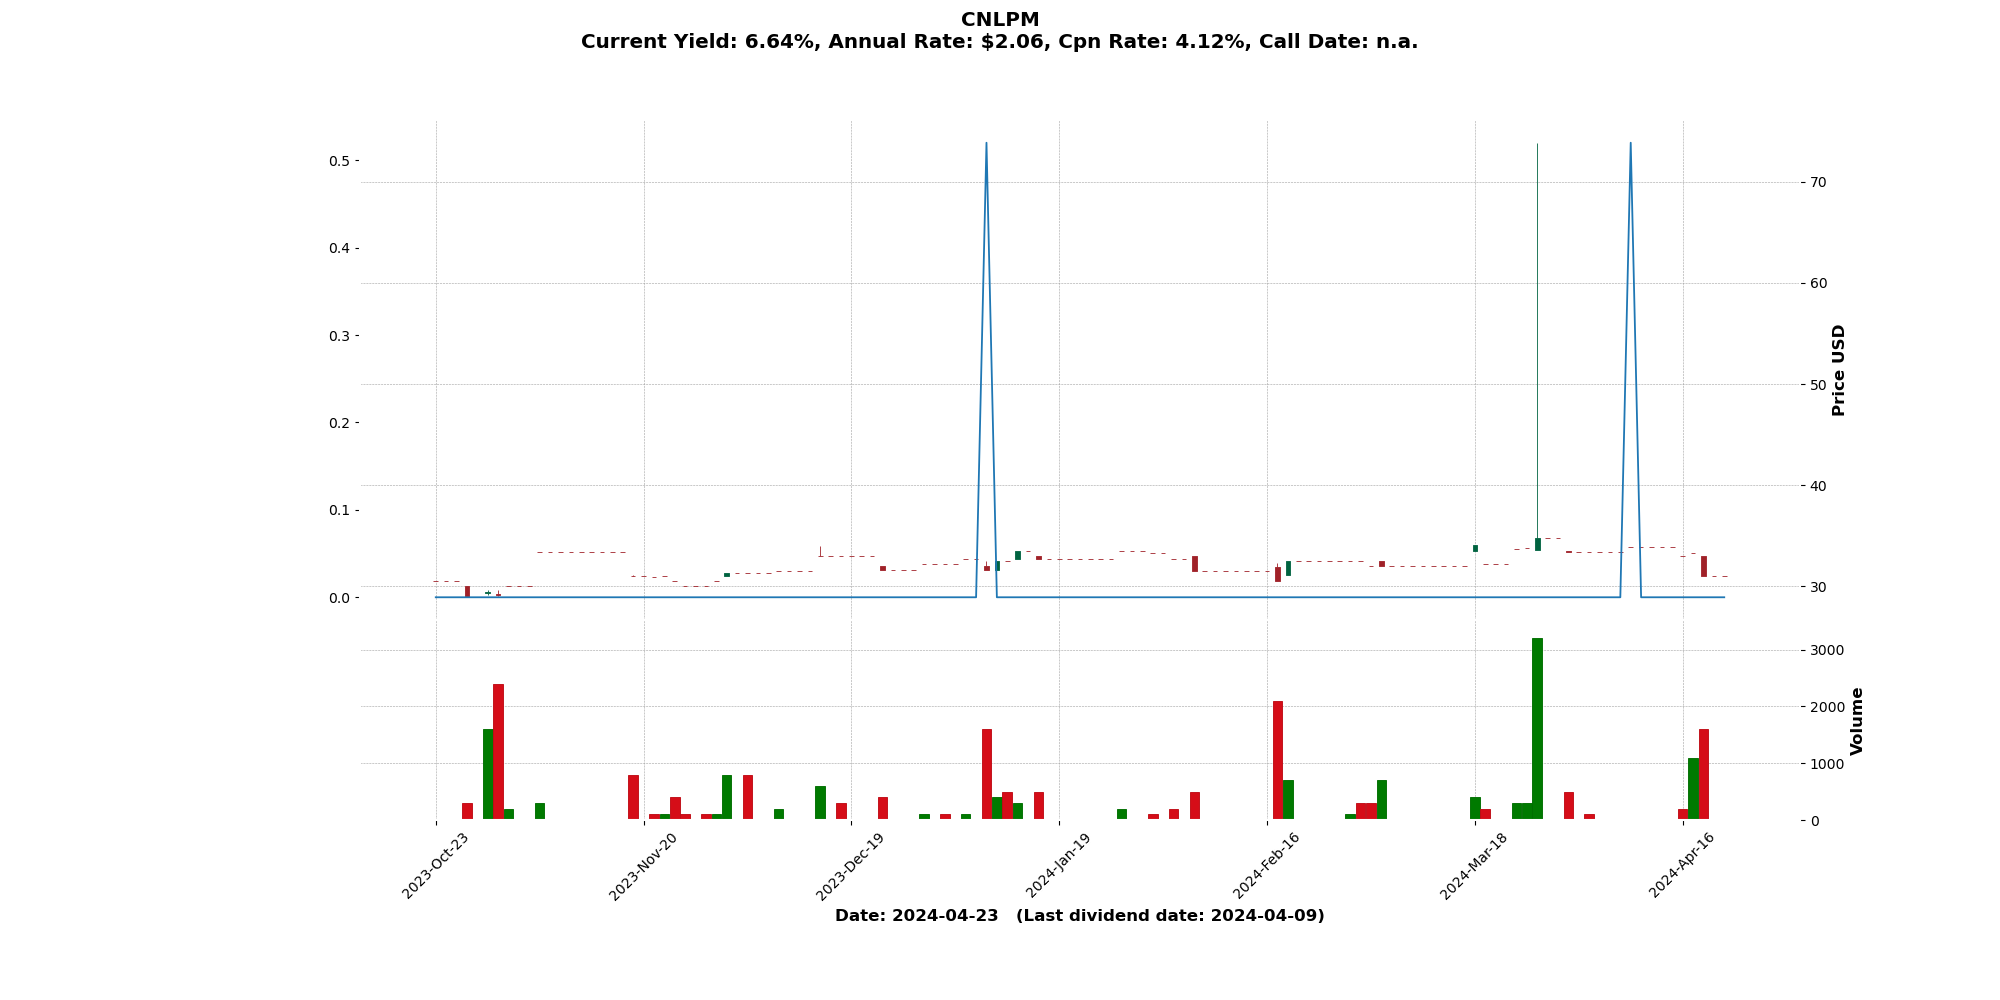 CNLPM
Current Yield: 6.64%, Annual Rate: $2.06, Cpn Rate: 4.12%, Call Date: n.a.
0.5
0.4
0.3
0.2
0.1
0.0
70
60
50
40
30
Price USD
3000
2000
1000
0
Volume
2023-Oct-23
2023-Nov-20
2023-Dec-19
2024-Jan-19
2024-Feb-16
2024-Mar-18
2024-Apr-16
Date: 2024-04-23 (Last dividend date: 2024-04-09)